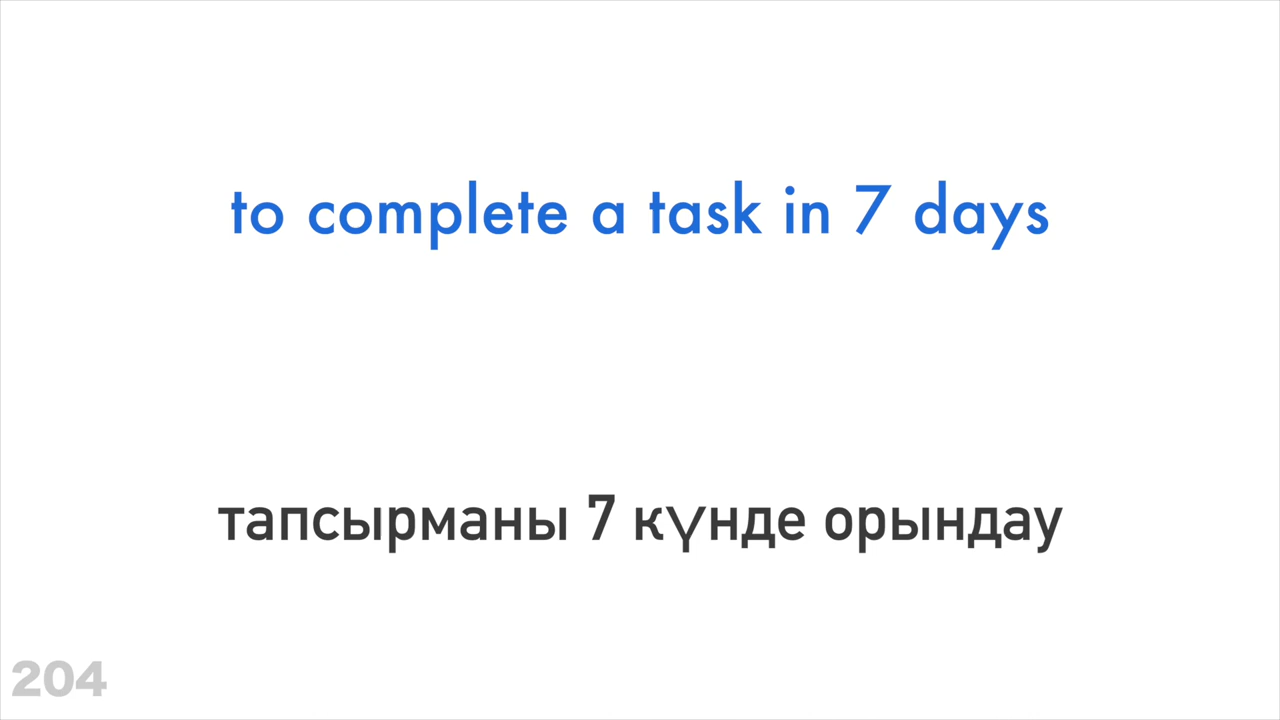 to complete a task in 7 days
тапсырманы 7 күнде орындау
204